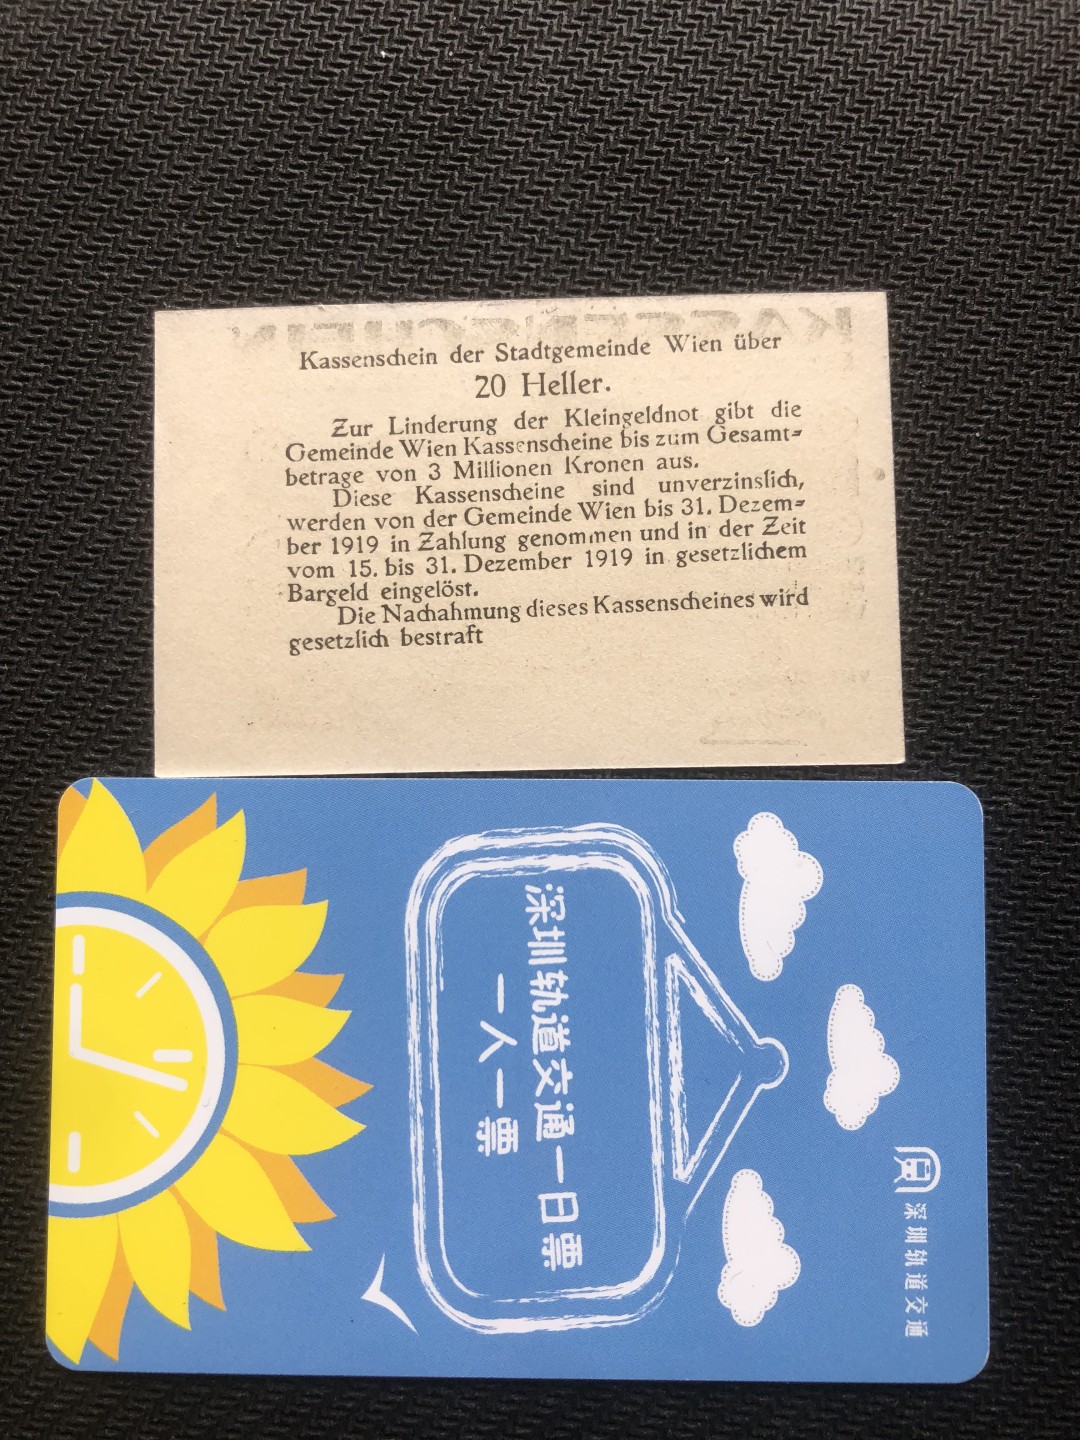 KASSENSCHEIN
Kassenschein der Stadtgemeinde Wien über
20 Heller.
Zur Linderung der Kleingeldnot gibt die
Gemeinde Wien Kassenscheine bis zum Gesamt=
betrage von 3 Millionen Kronen aus.
Diese Kassenscheine sind unverzinslich,
werden von der Gemeinde Wien bis 31. Dezem=
ber 1919 in Zahlung genommen und in der Zeit
vom 15. bis 31. Dezember 1919 in gesetzlichem
Bargeld eingelöst.
Die Nachahmung dieses Kassenscheines wird
gesetzlich bestraft
深圳轨道交通
深圳轨道交通一日票
一人一票